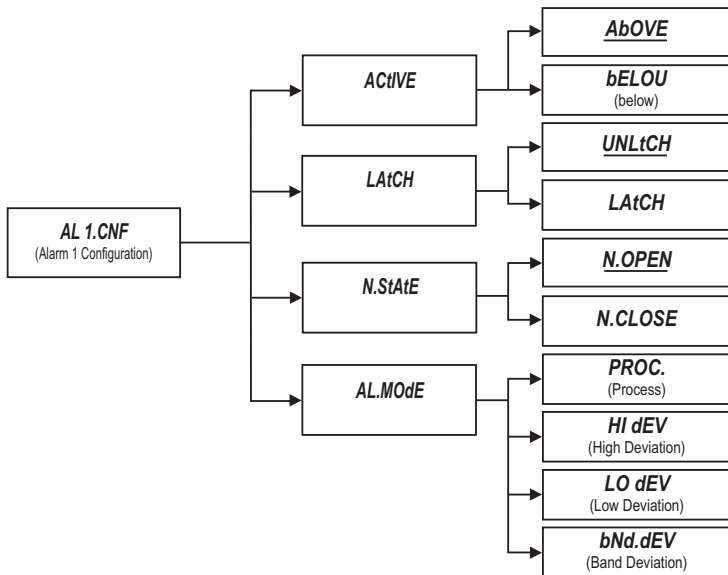 AL 1.CNF
(Alarm 1 Configuration)
ACtIVE
AbOVE
bELOU
(below)
LAtCH
UNLtCH
LAtCH
N.StAtE
N.OPEN
N.CLOSE
AL.MOdE
PROC.
(Process)
HI dEV
(High Deviation)
LO dEV
(Low Deviation)
bNd.dEV
(Band Deviation)